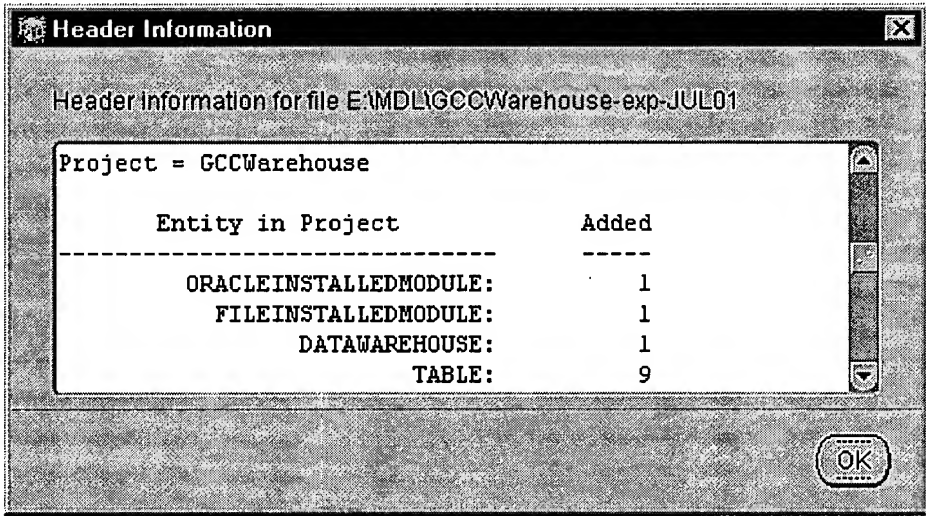 Header Information
Header Information for file E:\MDL\GCCWarehouse-exp-JUL01
Project = GCCWarehouse
Entity in Project Added
------------------------------- -----
ORACLEINSTALLEDMODULE: 1
FILEINSTALLEDMODULE: 1
DATAWAREHOUSE: 1
TABLE: 9
OK